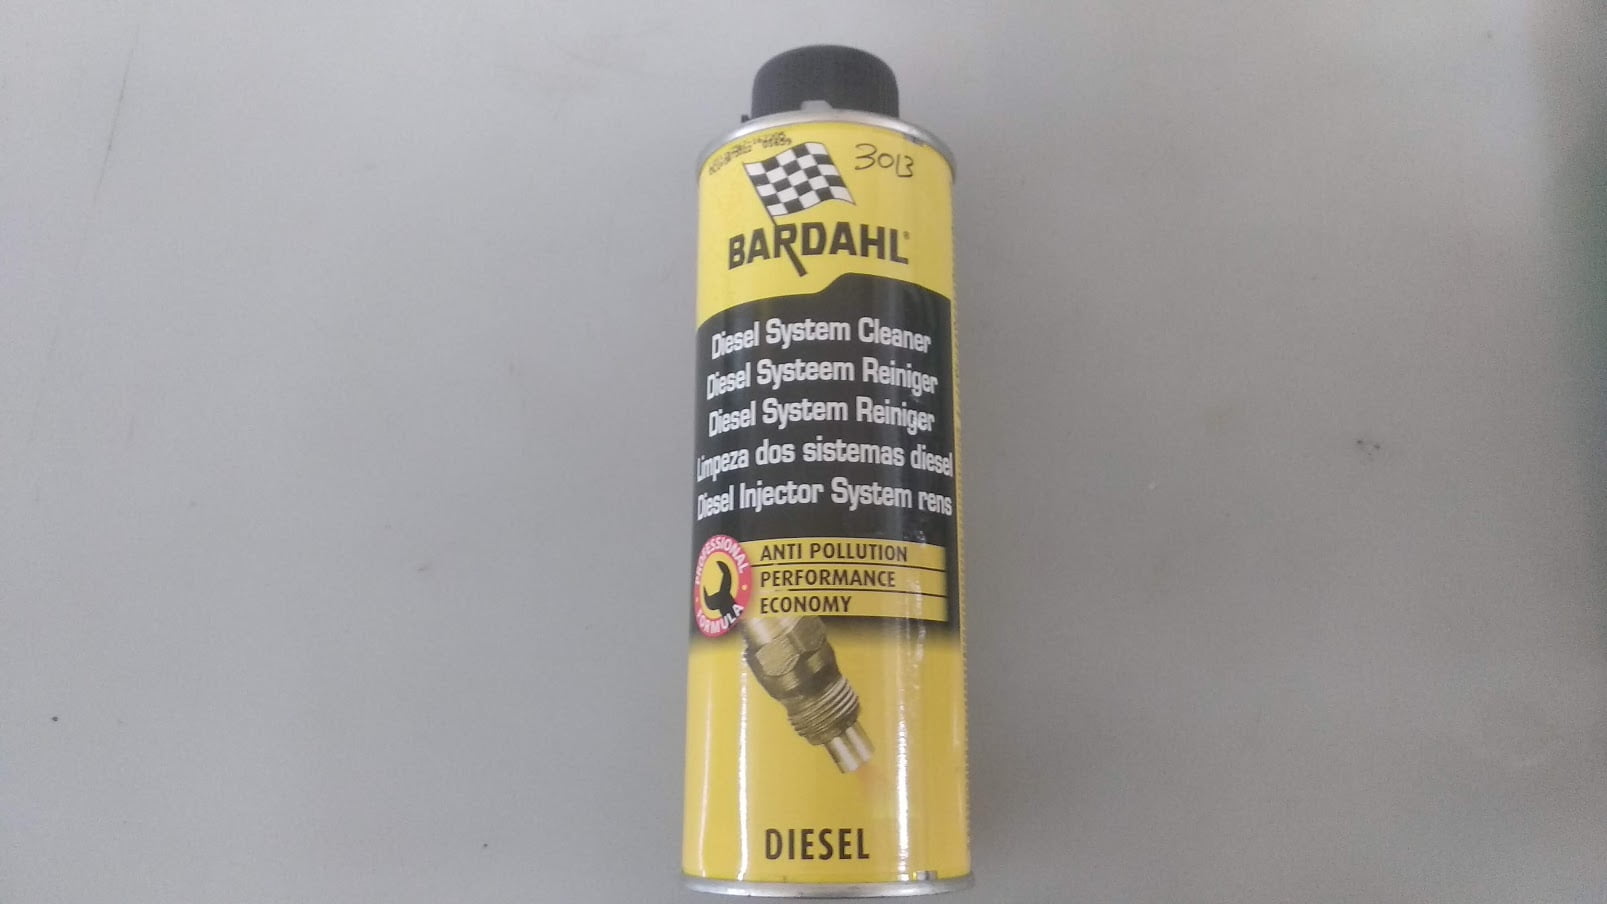 3013
BARDAHL®
Diesel System Cleaner
Diesel Systeem Reiniger
Diesel System Reiniger
Limpeza dos sistemas diesel
Diesel Injector System rens
PROFESSIONAL FORMULA
ANTI POLLUTION
PERFORMANCE
ECONOMY
DIESEL